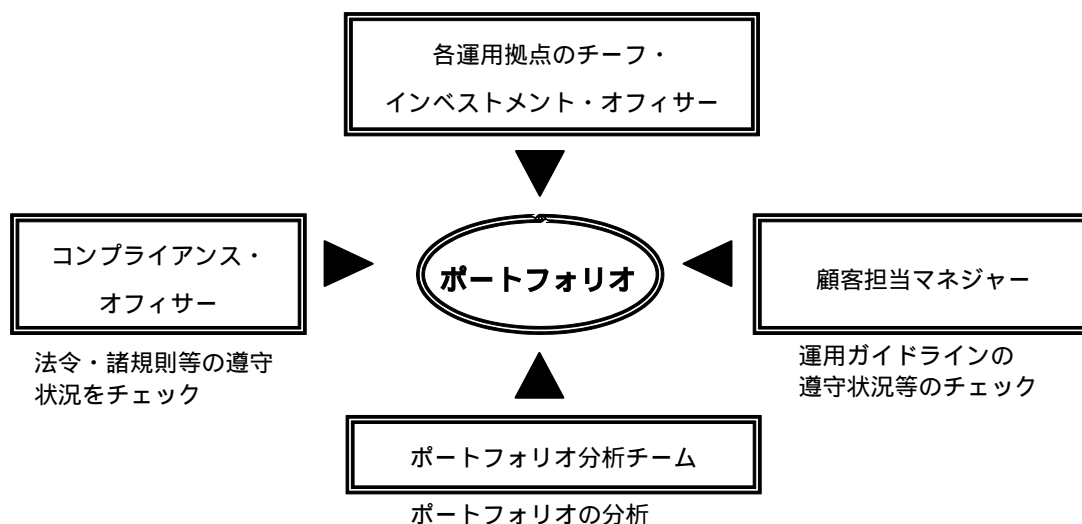 各運用拠点のチーフ・
インベストメント・オフィサー
コンプライアンス・
オフィサー
法令・諸規則等の遵守
状況をチェック
ポートフォリオ
顧客担当マネジャー
運用ガイドラインの
遵守状況等のチェック
ポートフォリオ分析チーム
ポートフォリオの分析